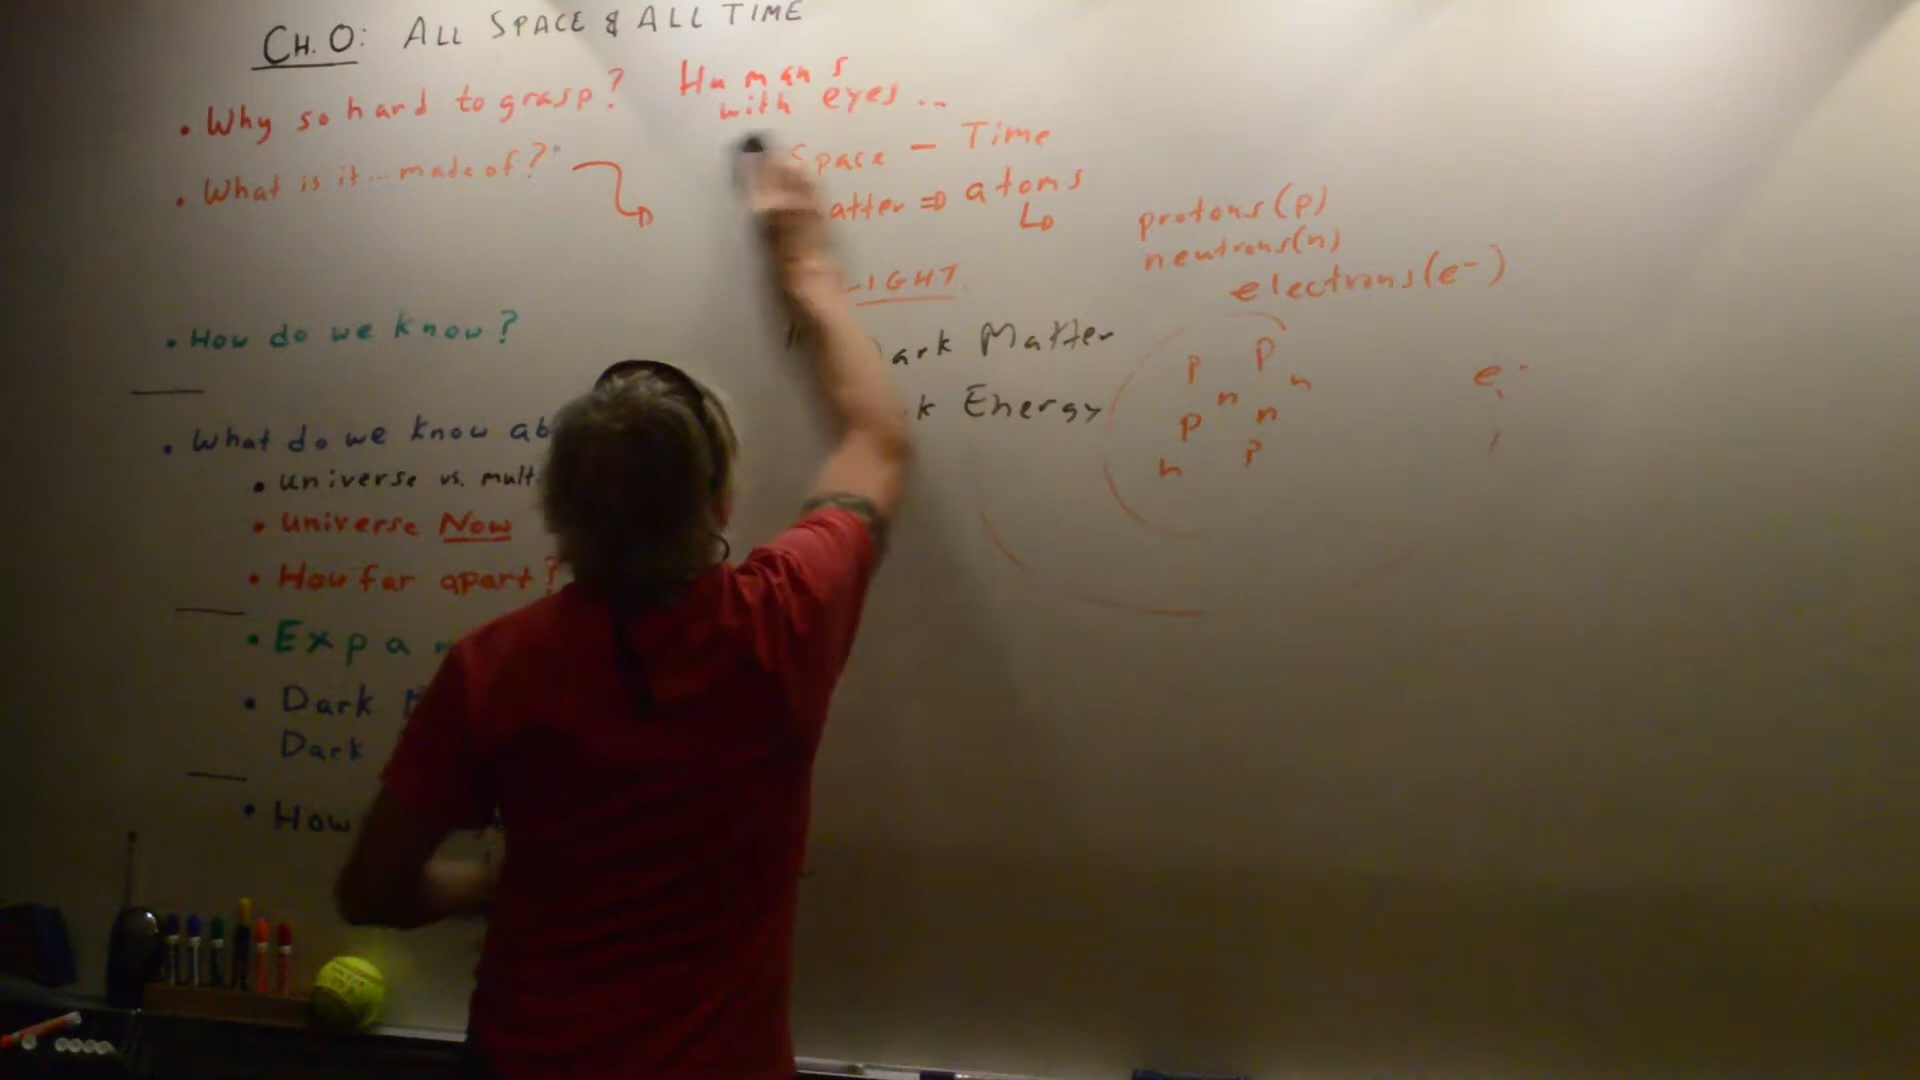 CH. 0: ALL SPACE & ALL TIME
• Why so hard to grasp?
Humans
with eyes ...
• What is it ... made of?
Space - Time
atter ⇒ atoms
protons (p)
neutrons (n)
electrons (e-)
IGHT
• How do we know?
ark Matter
k Energy
p p
n n
p n
n p
e-
• What do we know ab
• universe vs. mult
• universe Now
• How far apart?
• Expan
• Dark M
Dark
• How